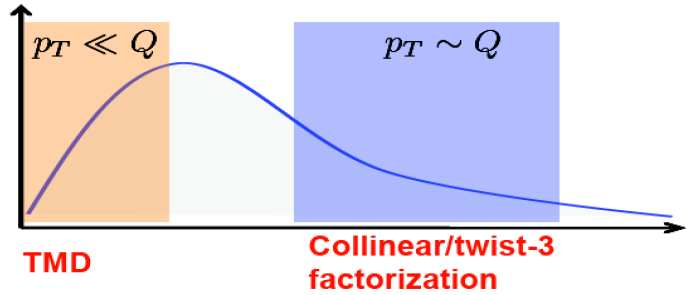 p_T ≪ Q
p_T ∼ Q
TMD
Collinear/twist-3
factorization